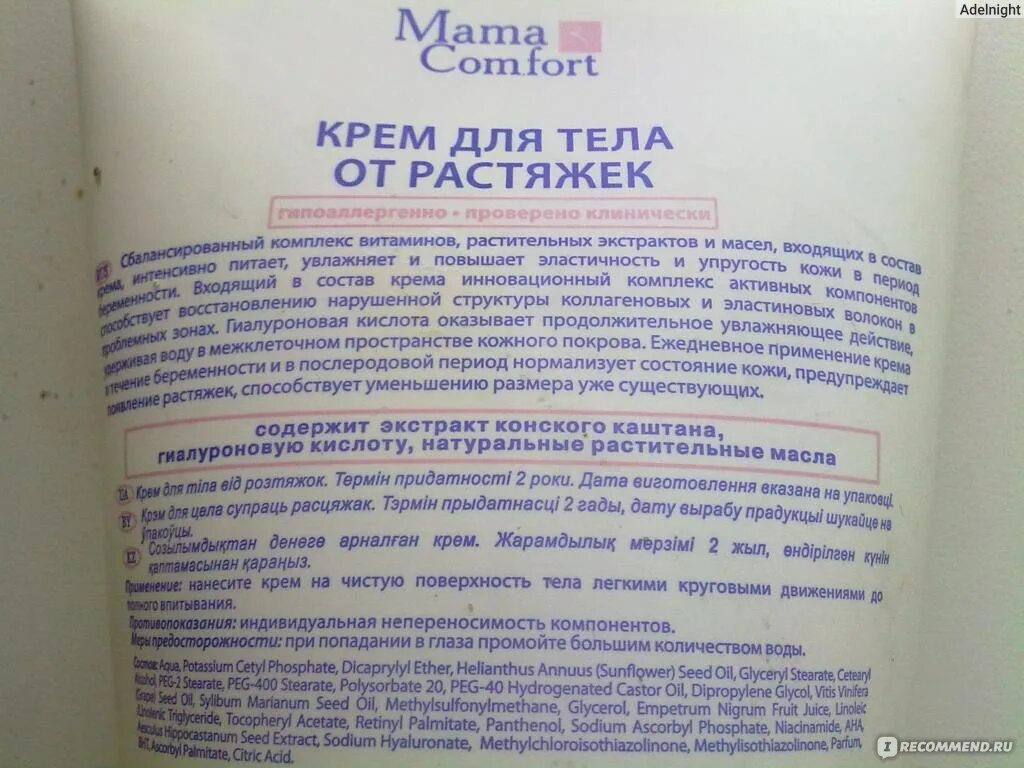 Adelnight
Mama
Comfort
КРЕМ ДЛЯ ТЕЛА
ОТ РАСТЯЖЕК
гипоаллергенно • проверено клинически
RUS Сбалансированный комплекс витаминов, растительных экстрактов и масел, входящих в состав
крема, интенсивно питает, увлажняет и повышает эластичность и упругость кожи в период
беременности. Входящий в состав крема инновационный комплекс активных компонентов
способствует восстановлению нарушенной структуры коллагеновых и эластиновых волокон в
проблемных зонах. Гиалуроновая кислота оказывает продолжительное увлажняющее действие,
удерживая воду в межклеточном пространстве кожного покрова. Ежедневное применение крема
в течение беременности и в послеродовой период нормализует состояние кожи, предупреждает
появление растяжек, способствует уменьшению размера уже существующих.
содержит экстракт конского каштана,
гиалуроновую кислоту, натуральные растительные масла
UA Крем для тіла від розтяжок. Термін придатності 2 роки. Дата виготовлення вказана на упаковці.
BY Крэм для цела супраць расцяжак. Тэрмін прыдатнасці 2 гады, дату вырабу прадукцыі шукайце на
ўпакоўцы.
KZ Созылымдықтан денеге арналған крем. Жарамдылық мерзімі 2 жыл, өндірілген күнін
қаптамасынан қараңыз.
Применение: нанесите крем на чистую поверхность тела легкими круговыми движениями до
полного впитывания.
Противопоказания: индивидуальная непереносимость компонентов.
Меры предосторожности: при попадании в глаза промойте большим количеством воды.
Состав: Aqua, Potassium Cetyl Phosphate, Dicaprylyl Ether, Helianthus Annuus (Sunflower) Seed Oil, Glyceryl Stearate, Cetearyl
Alcohol, PEG-2 Stearate, PEG-400 Stearate, Polysorbate 20, PEG-40 Hydrogenated Castor Oil, Dipropylene Glycol, Vitis Vinifera
(Grape) Seed Oil, Sylibum Marianum Seed Oil, Methylsulfonylmethane, Glycerol, Empetrum Nigrum Fruit Juice, Linoleic
Linolenic Triglyceride, Tocopheryl Acetate, Retinyl Palmitate, Panthenol, Sodium Ascorbyl Phosphate, Niacinamide, AHA,
Aesculus Hippocastanum Seed Extract, Sodium Hyaluronate, Methylchloroisothiazolinone, Methylisothiazolinone, Parfum,
BHT, Ascorbyl Palmitate, Citric Acid.
IRECOMMEND.RU